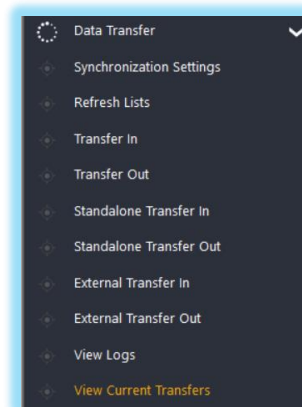 Data Transfer
Synchronization Settings
Refresh Lists
Transfer In
Transfer Out
Standalone Transfer In
Standalone Transfer Out
External Transfer In
External Transfer Out
View Logs
View Current Transfers